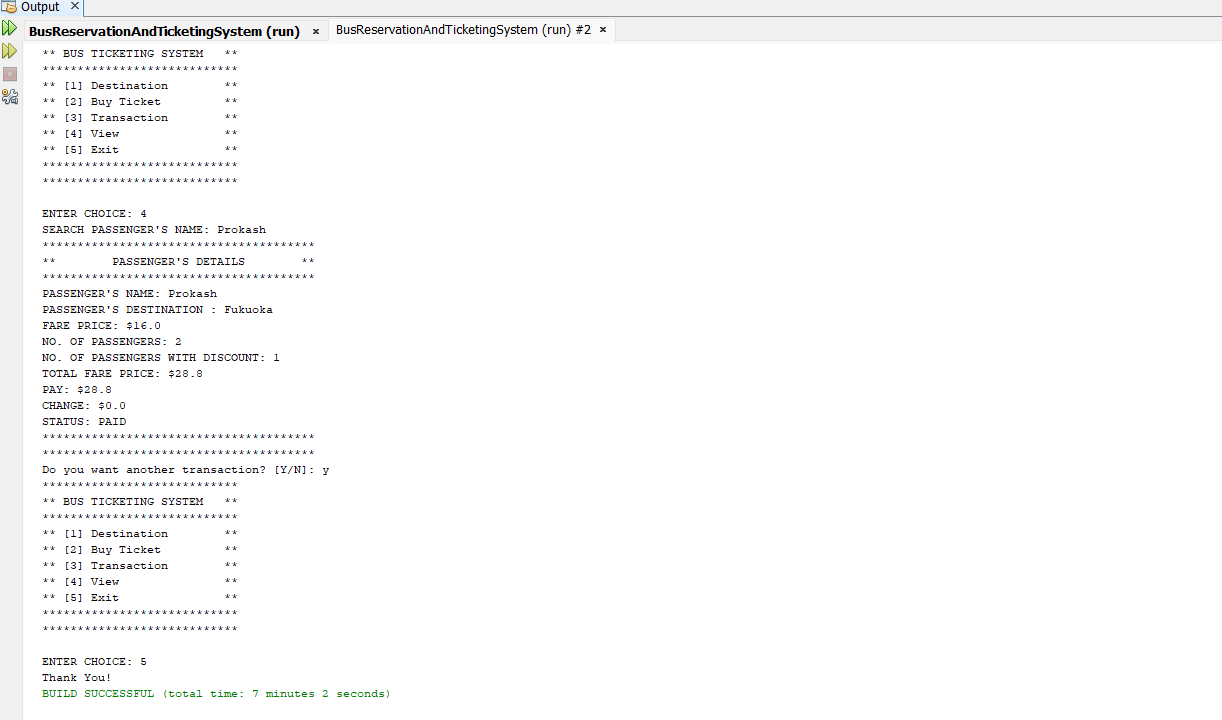 Output ×
BusReservationAndTicketingSystem (run) × BusReservationAndTicketingSystem (run) #2 ×
** BUS TICKETING SYSTEM   **
****************************
** [1] Destination        **
** [2] Buy Ticket         **
** [3] Transaction        **
** [4] View               **
** [5] Exit               **
****************************
****************************
ENTER CHOICE: 4
SEARCH PASSENGER'S NAME: Prokash
***************************************
**        PASSENGER'S DETAILS        **
***************************************
PASSENGER'S NAME: Prokash
PASSENGER'S DESTINATION : Fukuoka
FARE PRICE: $16.0
NO. OF PASSENGERS: 2
NO. OF PASSENGERS WITH DISCOUNT: 1
TOTAL FARE PRICE: $28.8
PAY: $28.8
CHANGE: $0.0
STATUS: PAID
***************************************
***************************************
Do you want another transaction? [Y/N]: y
****************************
** BUS TICKETING SYSTEM   **
****************************
** [1] Destination        **
** [2] Buy Ticket         **
** [3] Transaction        **
** [4] View               **
** [5] Exit               **
****************************
****************************
ENTER CHOICE: 5
Thank You!
BUILD SUCCESSFUL (total time: 7 minutes 2 seconds)